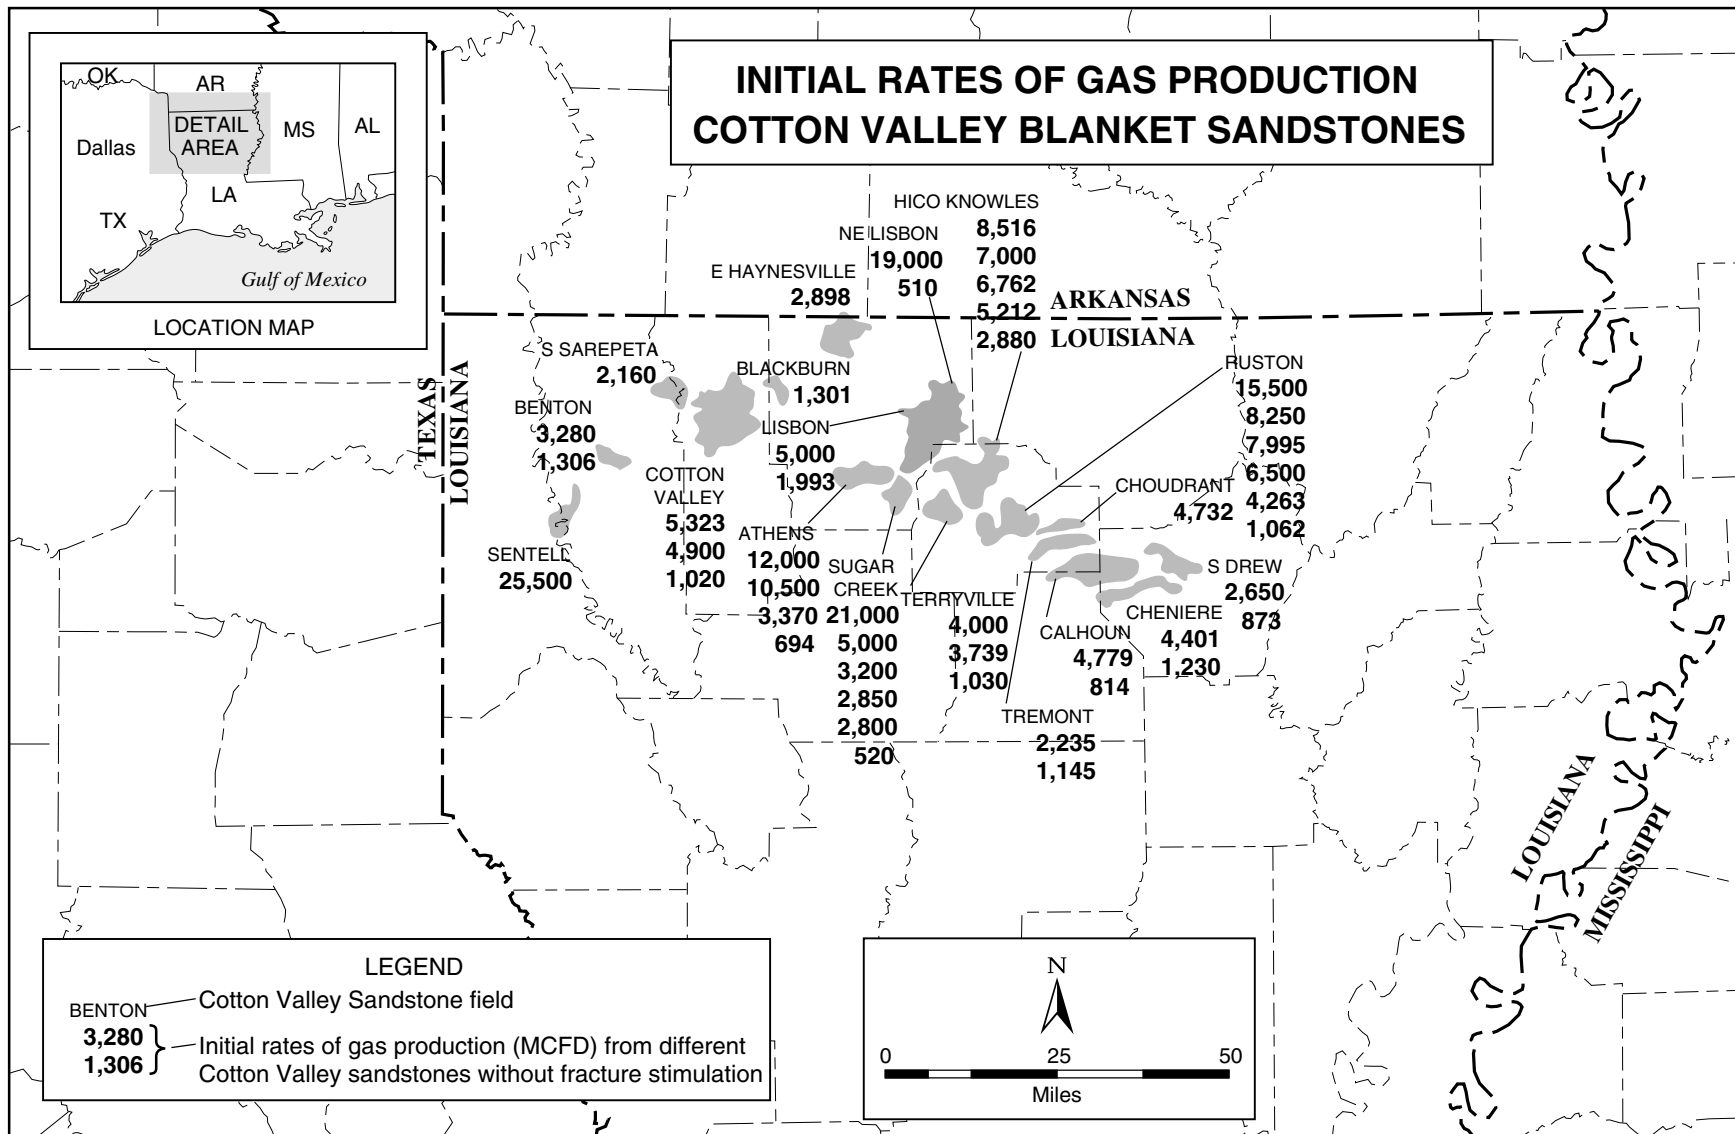 INITIAL RATES OF GAS PRODUCTION
COTTON VALLEY BLANKET SANDSTONES
OK
AR
DETAIL
AREA
MS
AL
Dallas
LA
TX
Gulf of Mexico
LOCATION MAP
HICO KNOWLES
8,516
7,000
6,762
5,212
2,880
NE LISBON
19,000
510
E HAYNESVILLE
2,898
ARKANSAS
LOUISIANA
TEXAS
LOUISIANA
S SAREPETA
2,160
BLACKBURN
1,301
RUSTON
15,500
8,250
7,995
6,500
4,263
1,062
BENTON
3,280
1,306
LISBON
5,000
1,993
COTTON
VALLEY
5,323
4,900
1,020
CHOUDRANT
4,732
SENTELL
25,500
ATHENS
12,000
10,500
3,370
694
SUGAR
CREEK
21,000
5,000
3,200
2,850
2,800
520
TERRYVILLE
4,000
3,739
1,030
S DREW
2,650
873
CHENIERE
4,401
1,230
CALHOUN
4,779
814
TREMONT
2,235
1,145
LOUISIANA
MISSISSIPPI
LEGEND
BENTON
Cotton Valley Sandstone field
3,280
1,306
Initial rates of gas production (MCFD) from different
Cotton Valley sandstones without fracture stimulation
N
0 25 50
Miles